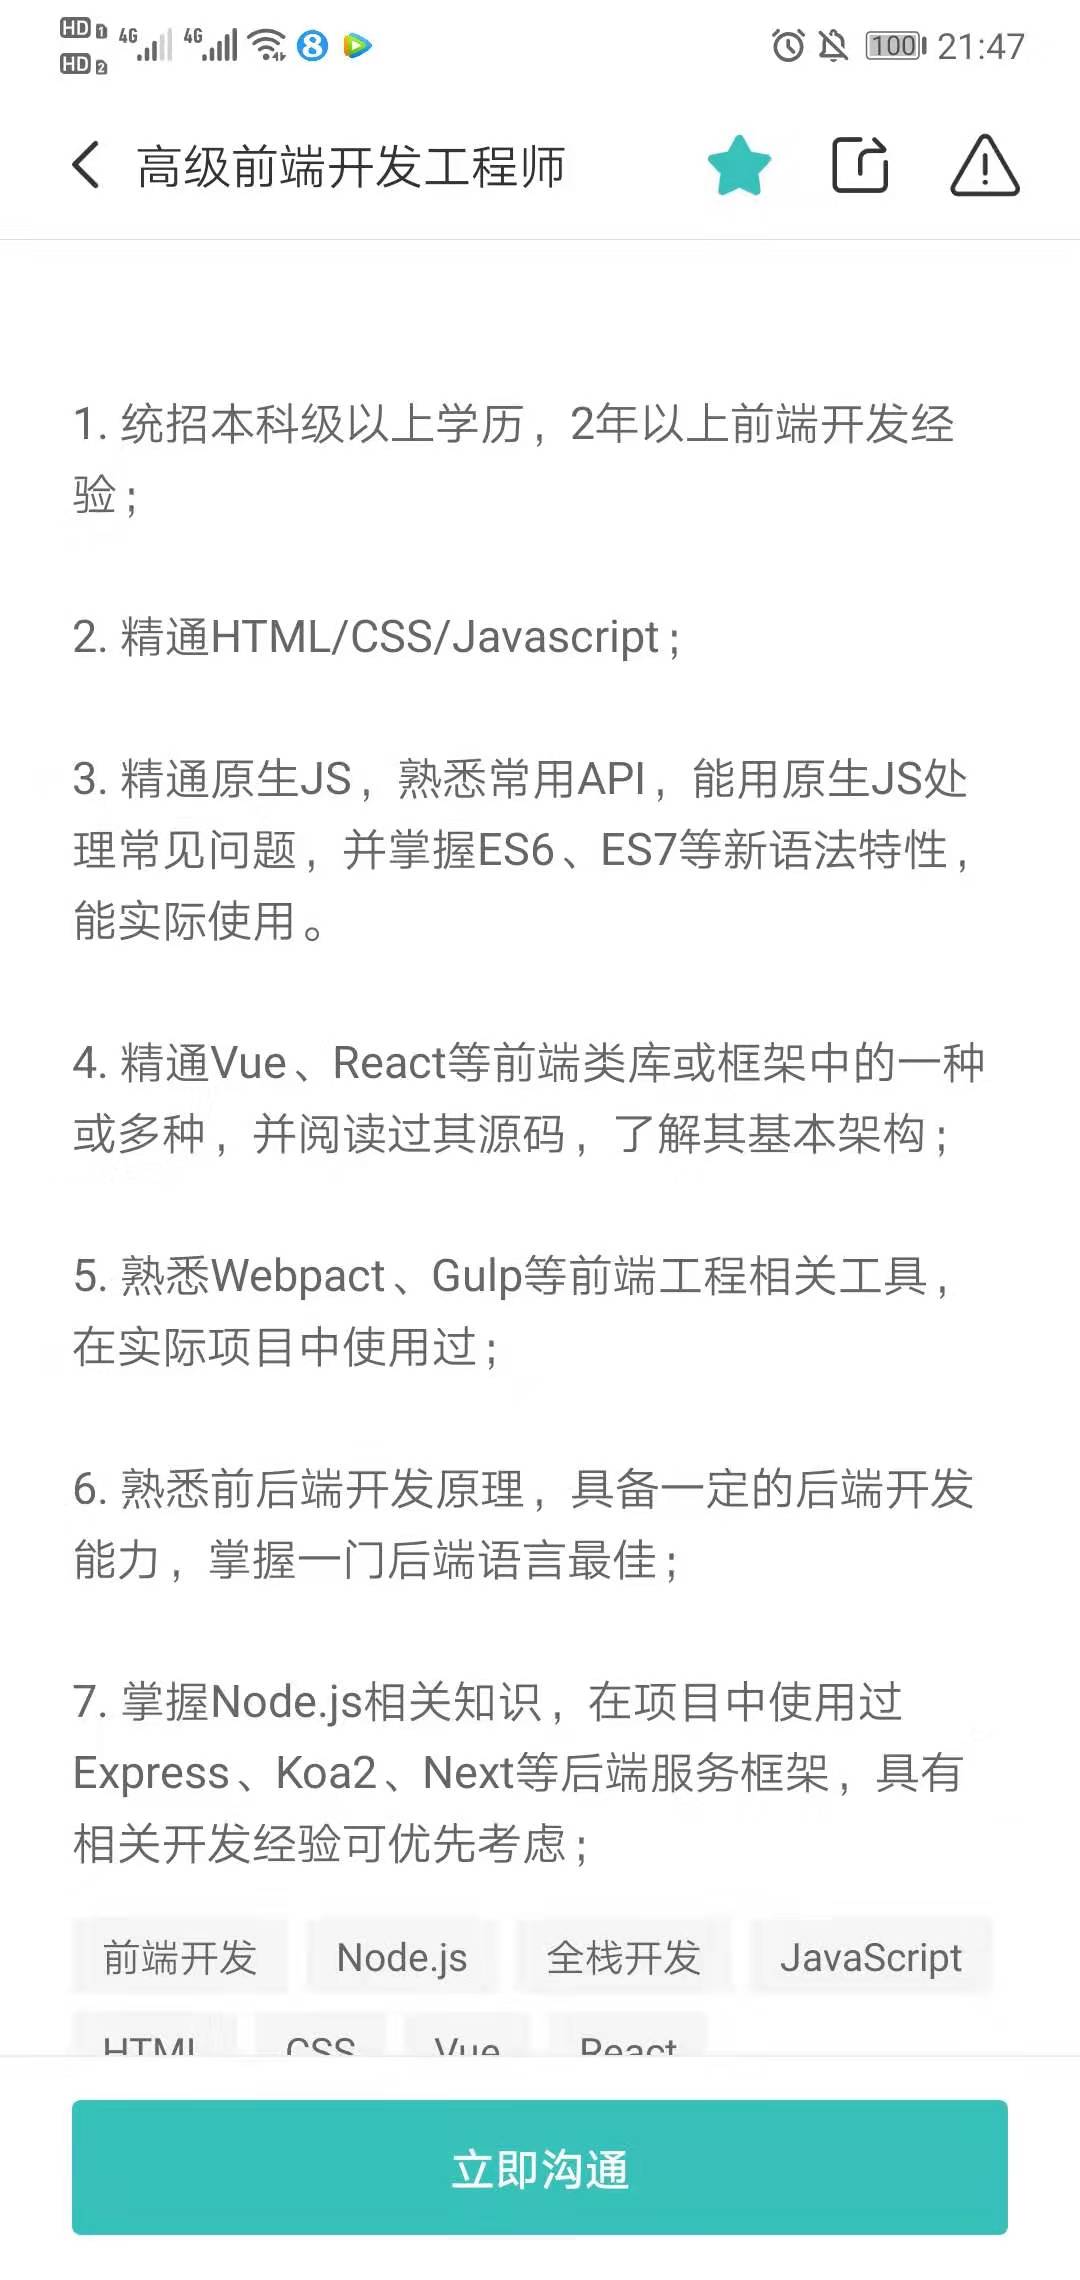 HD 1 4G 4G 8 100 21:47
HD 2
高级前端开发工程师
1. 统招本科级以上学历，2年以上前端开发经
验；
2. 精通HTML/CSS/Javascript；
3. 精通原生JS，熟悉常用API，能用原生JS处
理常见问题，并掌握ES6、ES7等新语法特性，
能实际使用。
4. 精通Vue、React等前端类库或框架中的一种
或多种，并阅读过其源码，了解其基本架构；
5. 熟悉Webpact、Gulp等前端工程相关工具，
在实际项目中使用过；
6. 熟悉前后端开发原理，具备一定的后端开发
能力，掌握一门后端语言最佳；
7. 掌握Node.js相关知识，在项目中使用过
Express、Koa2、Next等后端服务框架，具有
相关开发经验可优先考虑；
前端开发 Node.js 全栈开发 JavaScript
HTML CSS Vue React
立即沟通